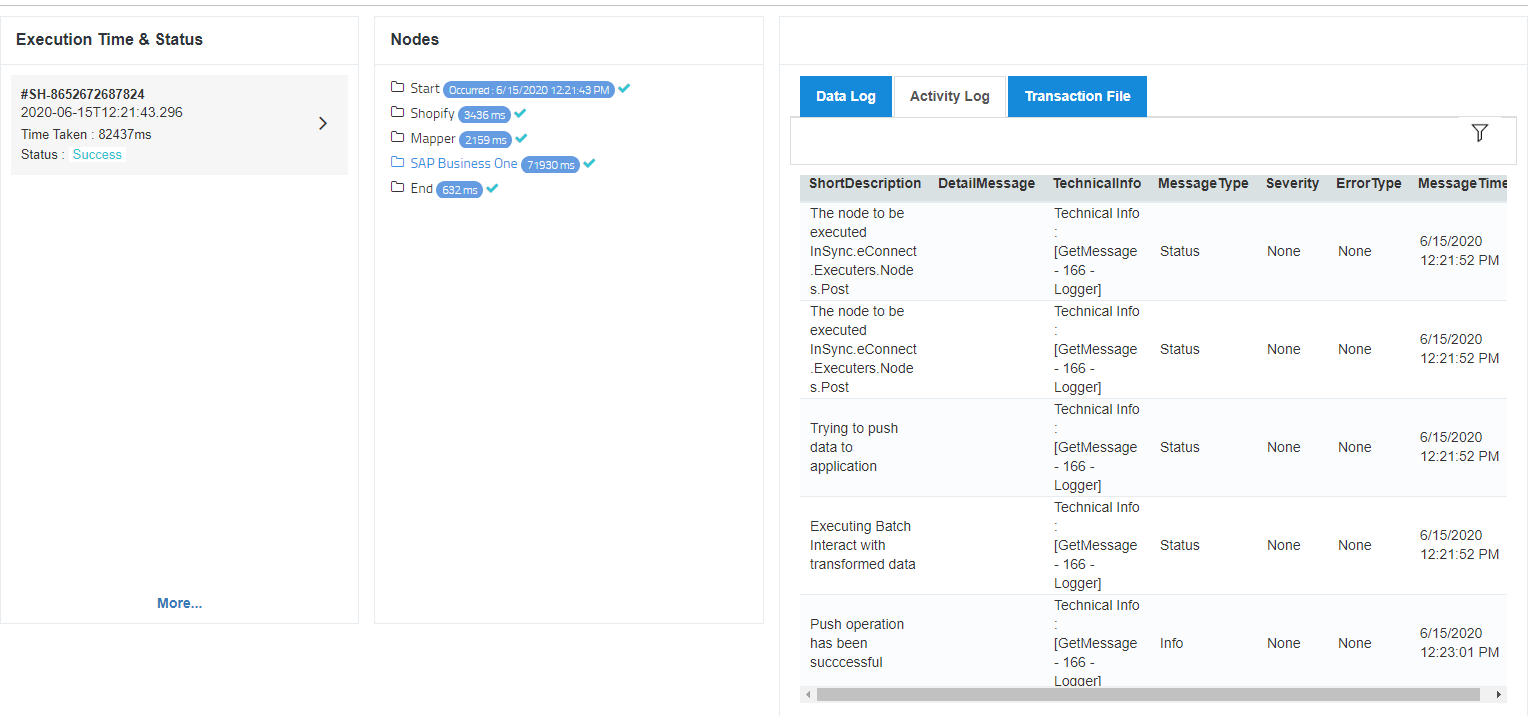 Execution Time & Status
#SH-8652672687824
2020-06-15T12:21:43.296
Time Taken : 82437ms
Status : Success
More...
Nodes
Start Occurred : 6/15/2020 12:21:43 PM
Shopify 3436 ms
Mapper 2159 ms
SAP Business One 71930 ms
End 632 ms
Data Log Activity Log Transaction File
ShortDescription DetailMessage TechnicalInfo MessageType Severity ErrorType MessageTime
The node to be
executed
InSync.eConnect
.Executers.Node
s.Post
Technical Info
:
[GetMessage
- 166 -
Logger]
Status
None
None
6/15/2020
12:21:52 PM
The node to be
executed
InSync.eConnect
.Executers.Node
s.Post
Technical Info
:
[GetMessage
- 166 -
Logger]
Status
None
None
6/15/2020
12:21:52 PM
Trying to push
data to
application
Technical Info
:
[GetMessage
- 166 -
Logger]
Status
None
None
6/15/2020
12:21:52 PM
Executing Batch
Interact with
transformed data
Technical Info
:
[GetMessage
- 166 -
Logger]
Status
None
None
6/15/2020
12:21:52 PM
Push operation
has been
succcessful
Technical Info
:
[GetMessage
- 166 -
Logger]
Info
None
None
6/15/2020
12:23:01 PM